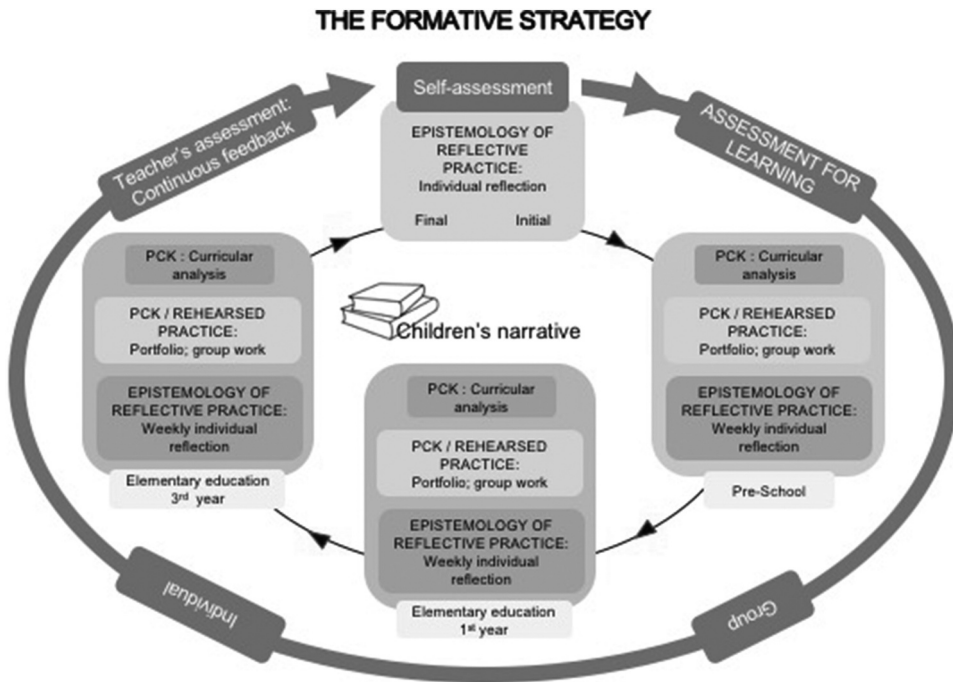 THE FORMATIVE STRATEGY
Self-assessment
EPISTEMOLOGY OF
REFLECTIVE
PRACTICE:
Individual reflection
Final Initial
Teacher's assessment:
Continuous feedback
ASSESSMENT FOR
LEARNING
PCK : Curricular
analysis
PCK / REHEARSED
PRACTICE:
Portfolio; group work
EPISTEMOLOGY OF
REFLECTIVE PRACTICE:
Weekly individual
reflection
Elementary education
3rd year
Children's narrative
PCK : Curricular
analysis
PCK / REHEARSED
PRACTICE:
Portfolio; group work
EPISTEMOLOGY OF
REFLECTIVE PRACTICE:
Weekly individual
reflection
Pre-School
PCK : Curricular
analysis
PCK / REHEARSED
PRACTICE:
Portfolio; group work
EPISTEMOLOGY OF
REFLECTIVE PRACTICE:
Weekly individual
reflection
Elementary education
1st year
Individual
Group